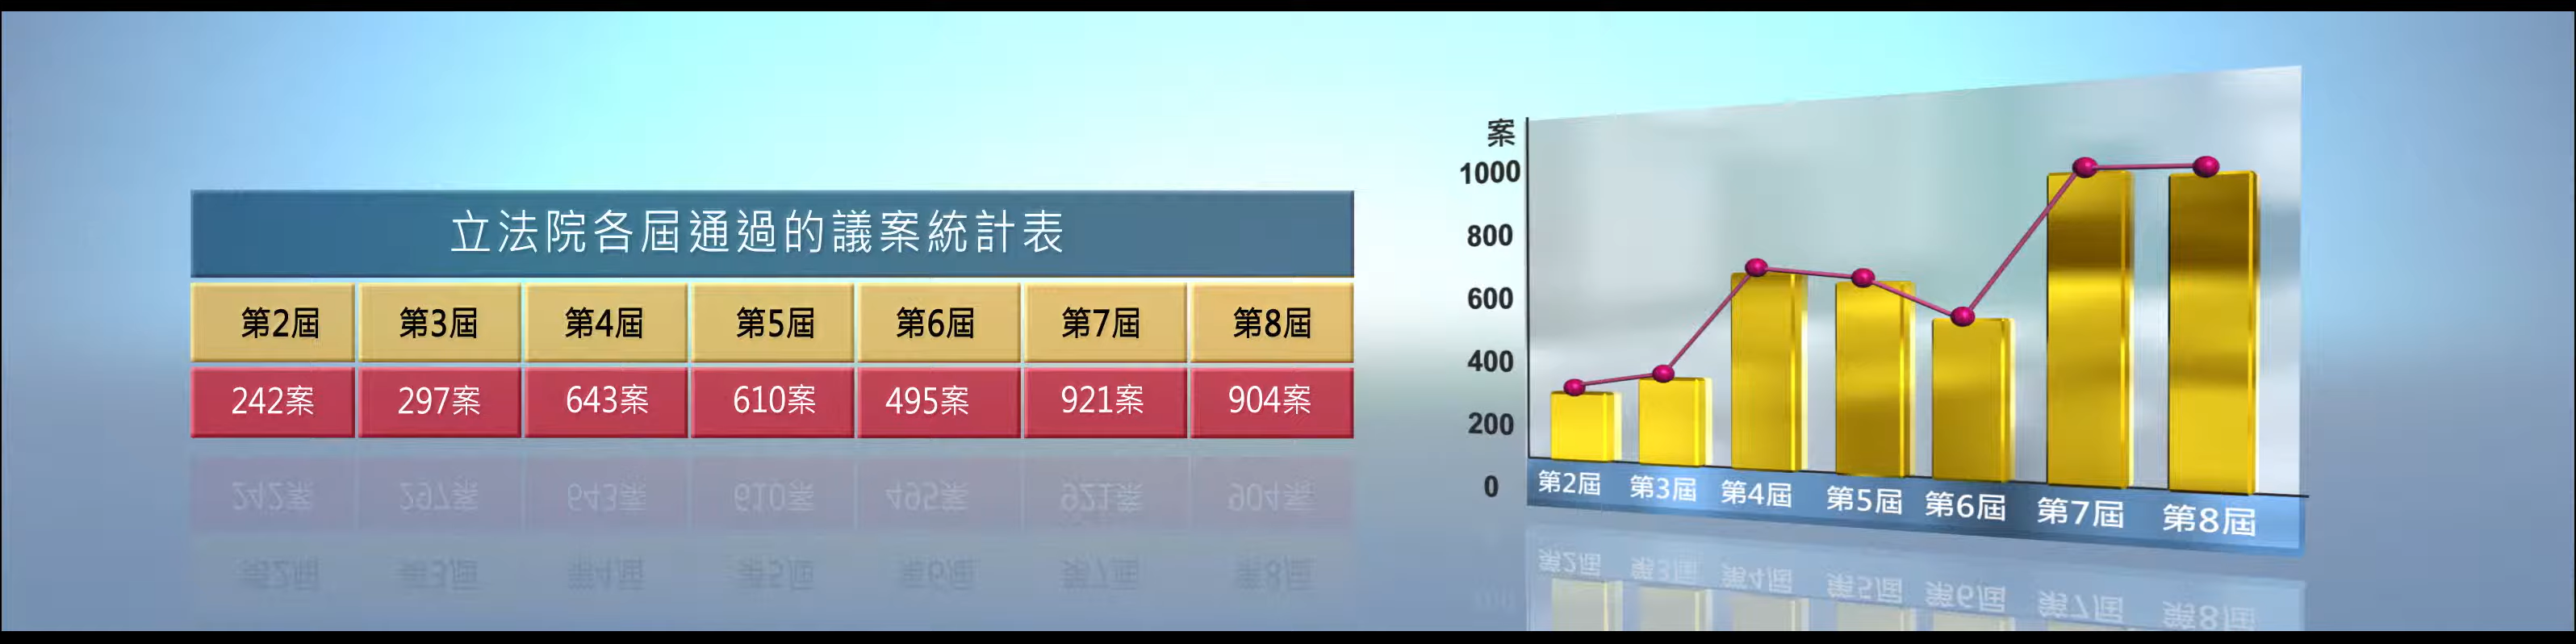 立法院各屆通過的議案統計表
第2屆 第3屆 第4屆 第5屆 第6屆 第7屆 第8屆
242案 297案 643案 610案 495案 921案 904案
案
1000
800
600
400
200
0
第2屆 第3屆 第4屆 第5屆 第6屆 第7屆 第8屆